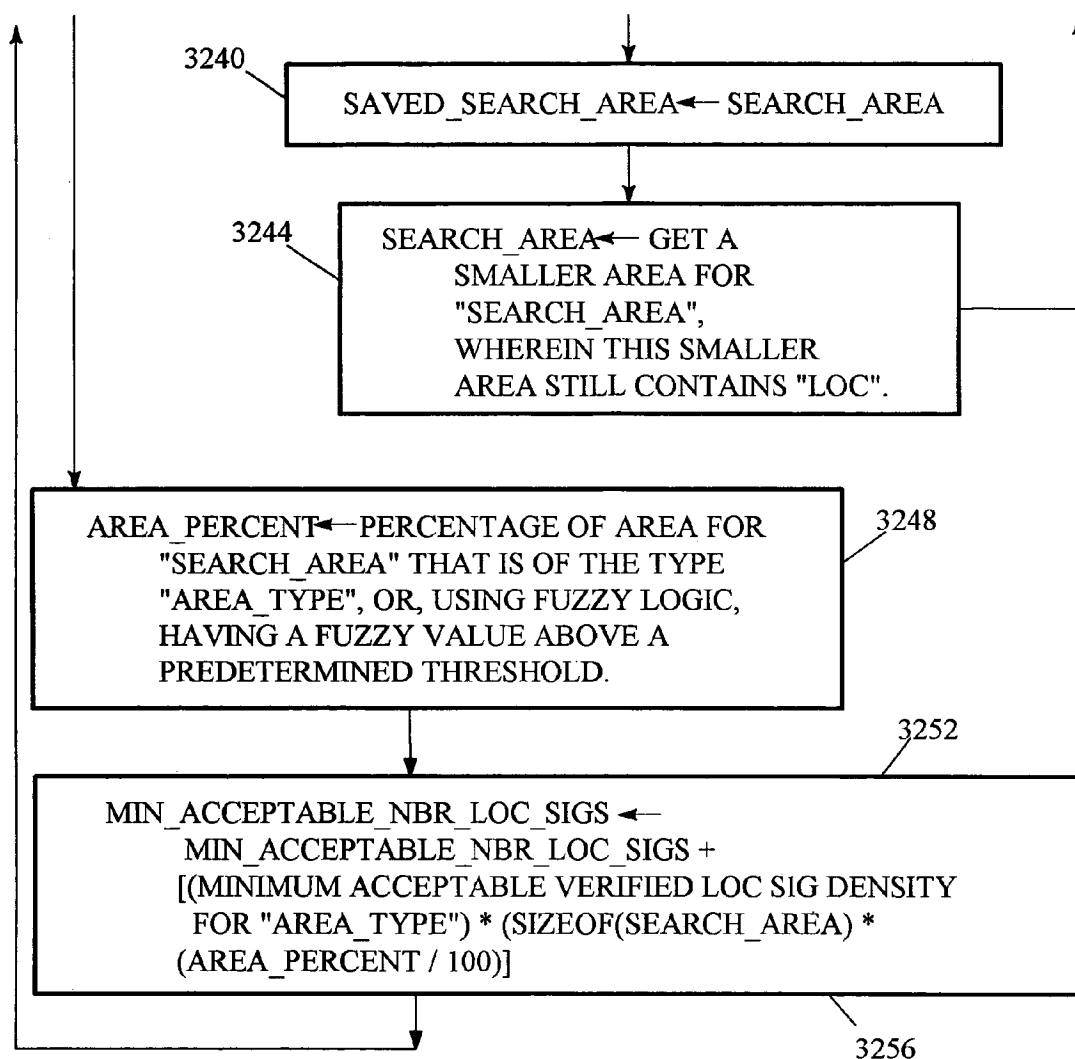 3240
SAVED_SEARCH_AREA← SEARCH_AREA
3244
SEARCH_AREA← GET A
SMALLER AREA FOR
"SEARCH_AREA",
WHEREIN THIS SMALLER
AREA STILL CONTAINS "LOC".
3248
AREA_PERCENT←PERCENTAGE OF AREA FOR
"SEARCH_AREA" THAT IS OF THE TYPE
"AREA_TYPE", OR, USING FUZZY LOGIC,
HAVING A FUZZY VALUE ABOVE A
PREDETERMINED THRESHOLD.
3252
MIN_ACCEPTABLE_NBR_LOC_SIGS ←
MIN_ACCEPTABLE_NBR_LOC_SIGS +
[(MINIMUM ACCEPTABLE VERIFIED LOC SIG DENSITY
FOR "AREA_TYPE") * (SIZEOF(SEARCH_AREA) *
(AREA_PERCENT / 100)]
3256